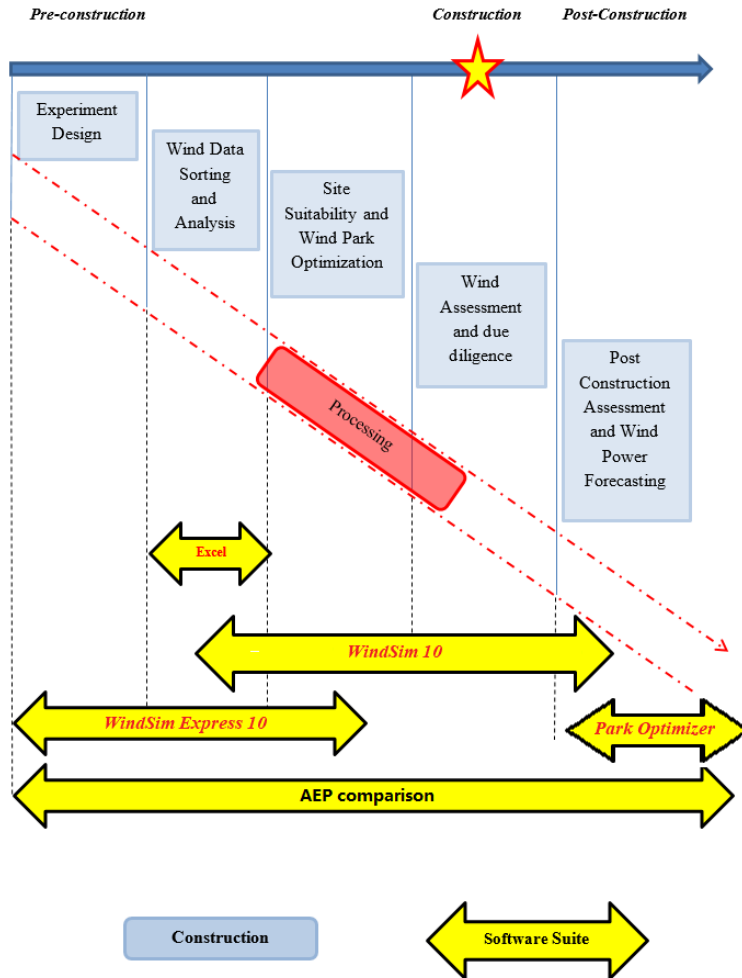 Pre-construction
Construction
Post-Construction
Experiment
Design
Wind Data
Sorting
and
Analysis
Site
Suitability and
Wind Park
Optimization
Wind
Assessment
and due
diligence
Post
Construction
Assessment
and Wind
Power
Forecasting
Processing
Excel
WindSim 10
WindSim Express 10
Park Optimizer
AEP comparison
Construction
Software Suite